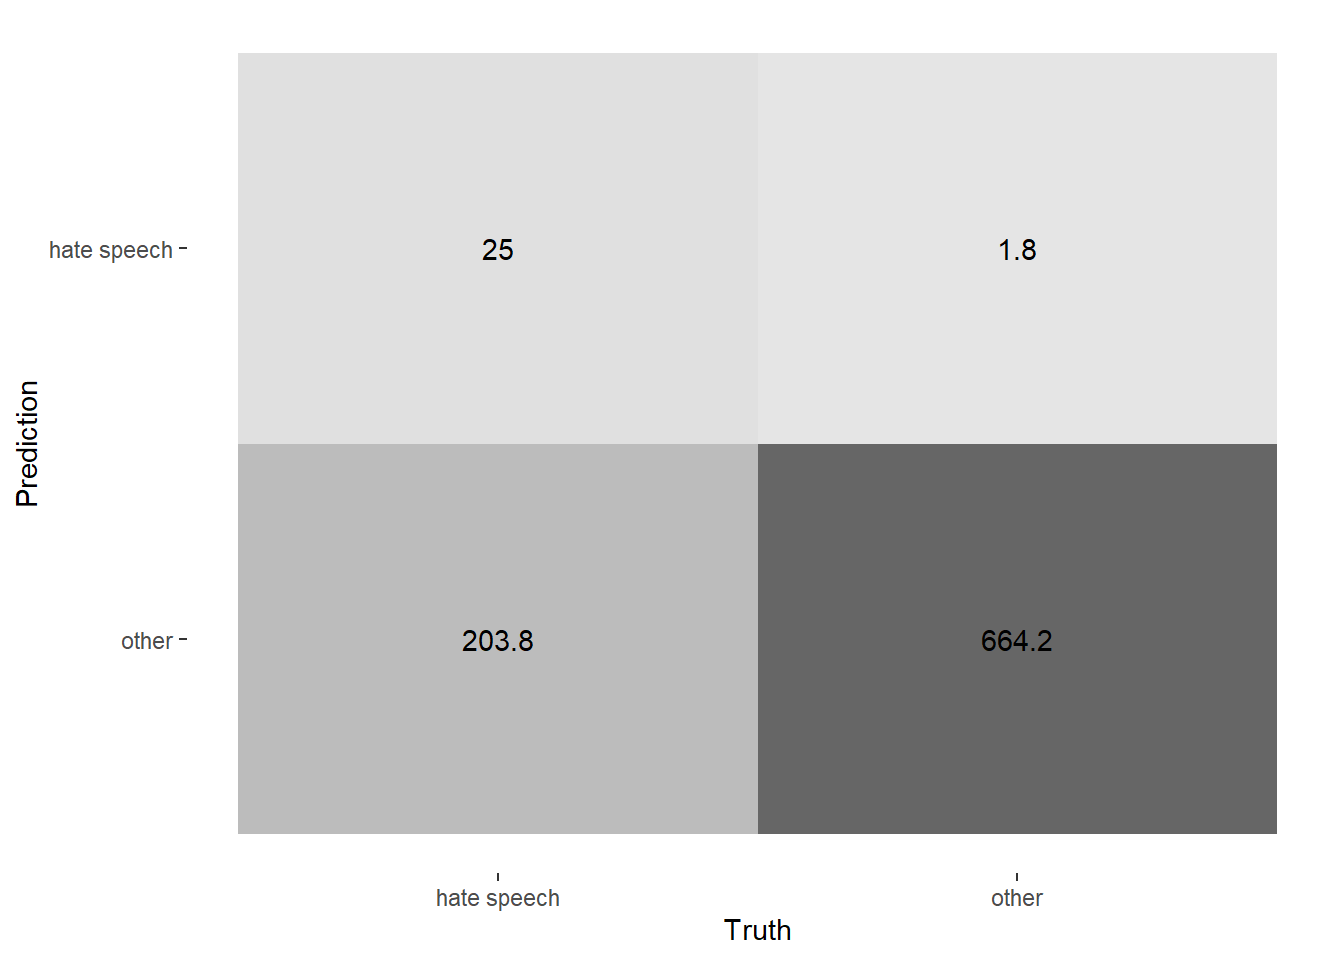 hate speech
25
1.8
Prediction
other
203.8
664.2
hate speech
other
Truth